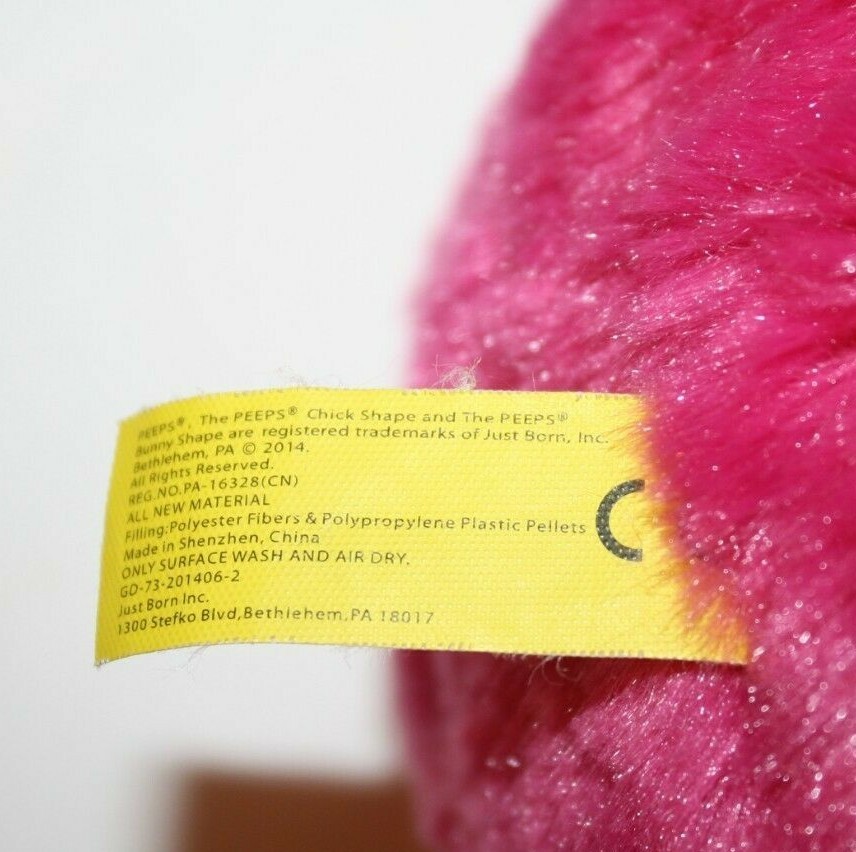 PEEPS®, The PEEPS® Chick Shape and The PEEPS®
Bunny Shape are registered trademarks of Just Born, Inc.
Bethlehem, PA © 2014.
All Rights Reserved.
REG.NO.PA-16328(CN)
ALL NEW MATERIAL
Filling:Polyester Fibers & Polypropylene Plastic Pellets
Made in Shenzhen, China
ONLY SURFACE WASH AND AIR DRY.
GD-73-201406-2
Just Born Inc.
1300 Stefko Blvd,Bethlehem,PA 18017
C